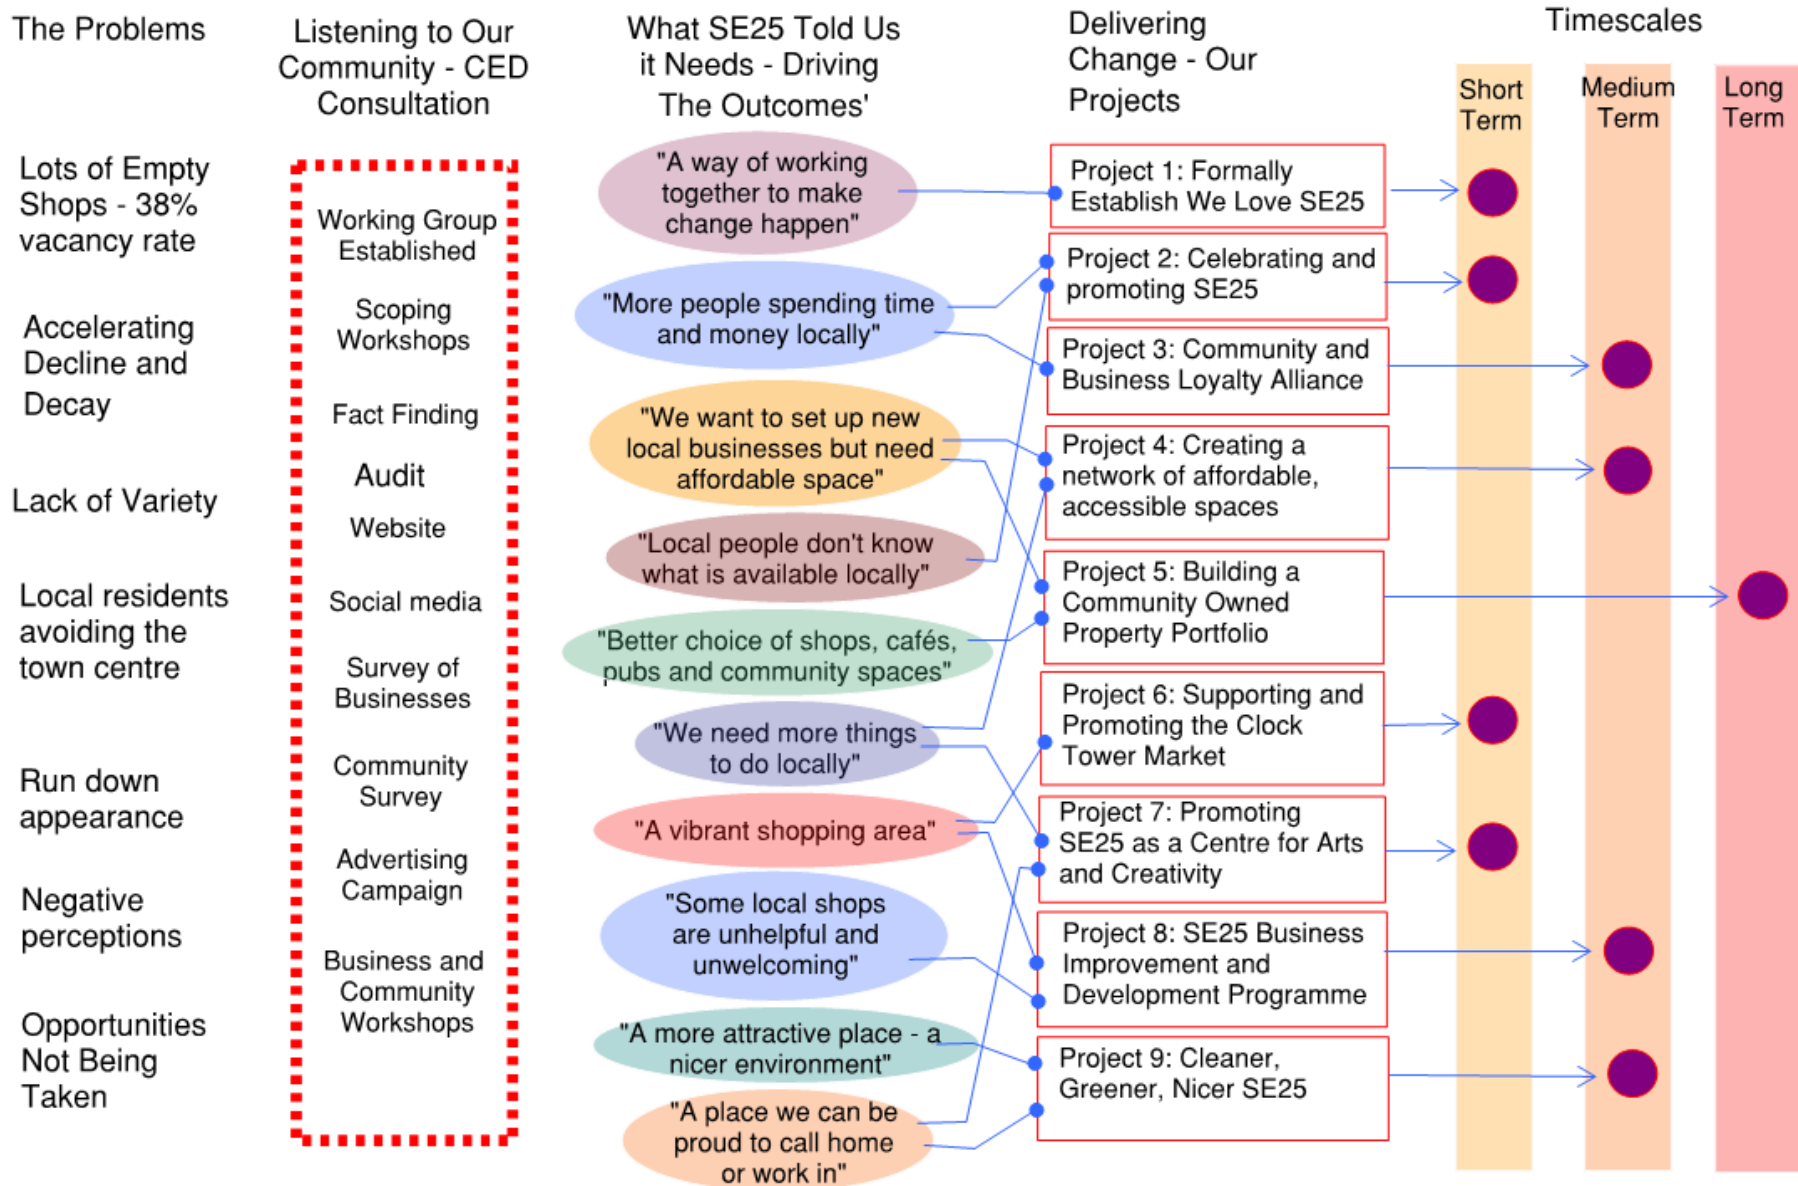 The Problems
Lots of Empty
Shops - 38%
vacancy rate
Accelerating
Decline and
Decay
Lack of Variety
Local residents
avoiding the
town centre
Run down
appearance
Negative
perceptions
Opportunities
Not Being
Taken
Listening to Our
Community - CED
Consultation
Working Group
Established
Scoping
Workshops
Fact Finding
Audit
Website
Social media
Survey of
Businesses
Community
Survey
Advertising
Campaign
Business and
Community
Workshops
What SE25 Told Us
it Needs - Driving
The Outcomes'
"A way of working
together to make
change happen"
"More people spending time
and money locally"
"We want to set up new
local businesses but need
affordable space"
"Local people don't know
what is available locally"
"Better choice of shops, cafés,
pubs and community spaces"
"We need more things
to do locally"
"A vibrant shopping area"
"Some local shops
are unhelpful and
unwelcoming"
"A more attractive place - a
nicer environment"
"A place we can be
proud to call home
or work in"
Delivering
Change - Our
Projects
Project 1: Formally
Establish We Love SE25
Project 2: Celebrating and
promoting SE25
Project 3: Community and
Business Loyalty Alliance
Project 4: Creating a
network of affordable,
accessible spaces
Project 5: Building a
Community Owned
Property Portfolio
Project 6: Supporting and
Promoting the Clock
Tower Market
Project 7: Promoting
SE25 as a Centre for Arts
and Creativity
Project 8: SE25 Business
Improvement and
Development Programme
Project 9: Cleaner,
Greener, Nicer SE25
Timescales
Short
Term
Medium
Term
Long
Term